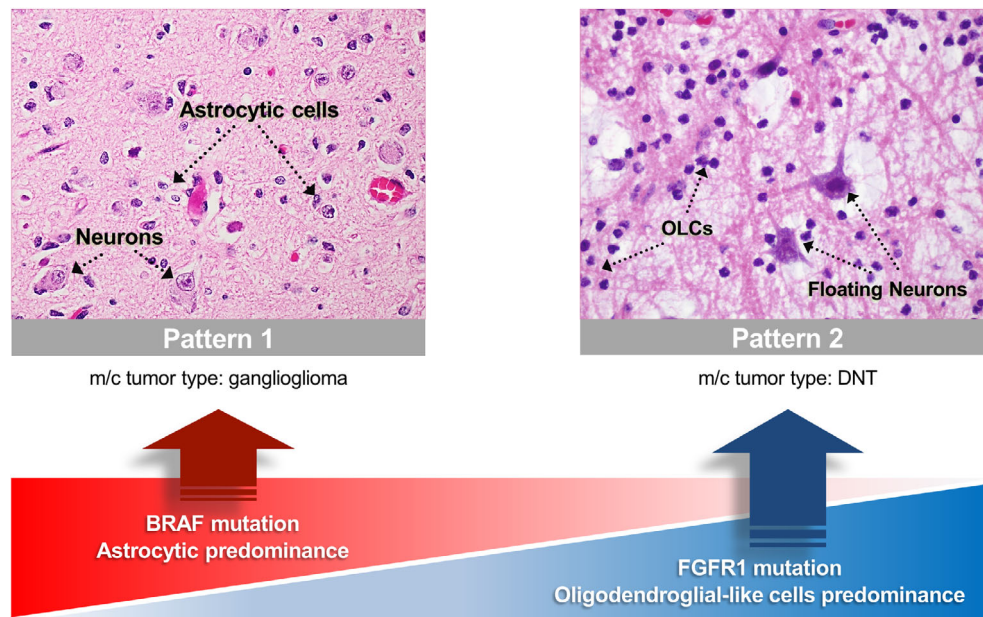 Astrocytic cells
Neurons
Pattern 1
m/c tumor type: ganglioglioma
OLCs
Floating Neurons
Pattern 2
m/c tumor type: DNT
BRAF mutation
Astrocytic predominance
FGFR1 mutation
Oligodendroglial-like cells predominance